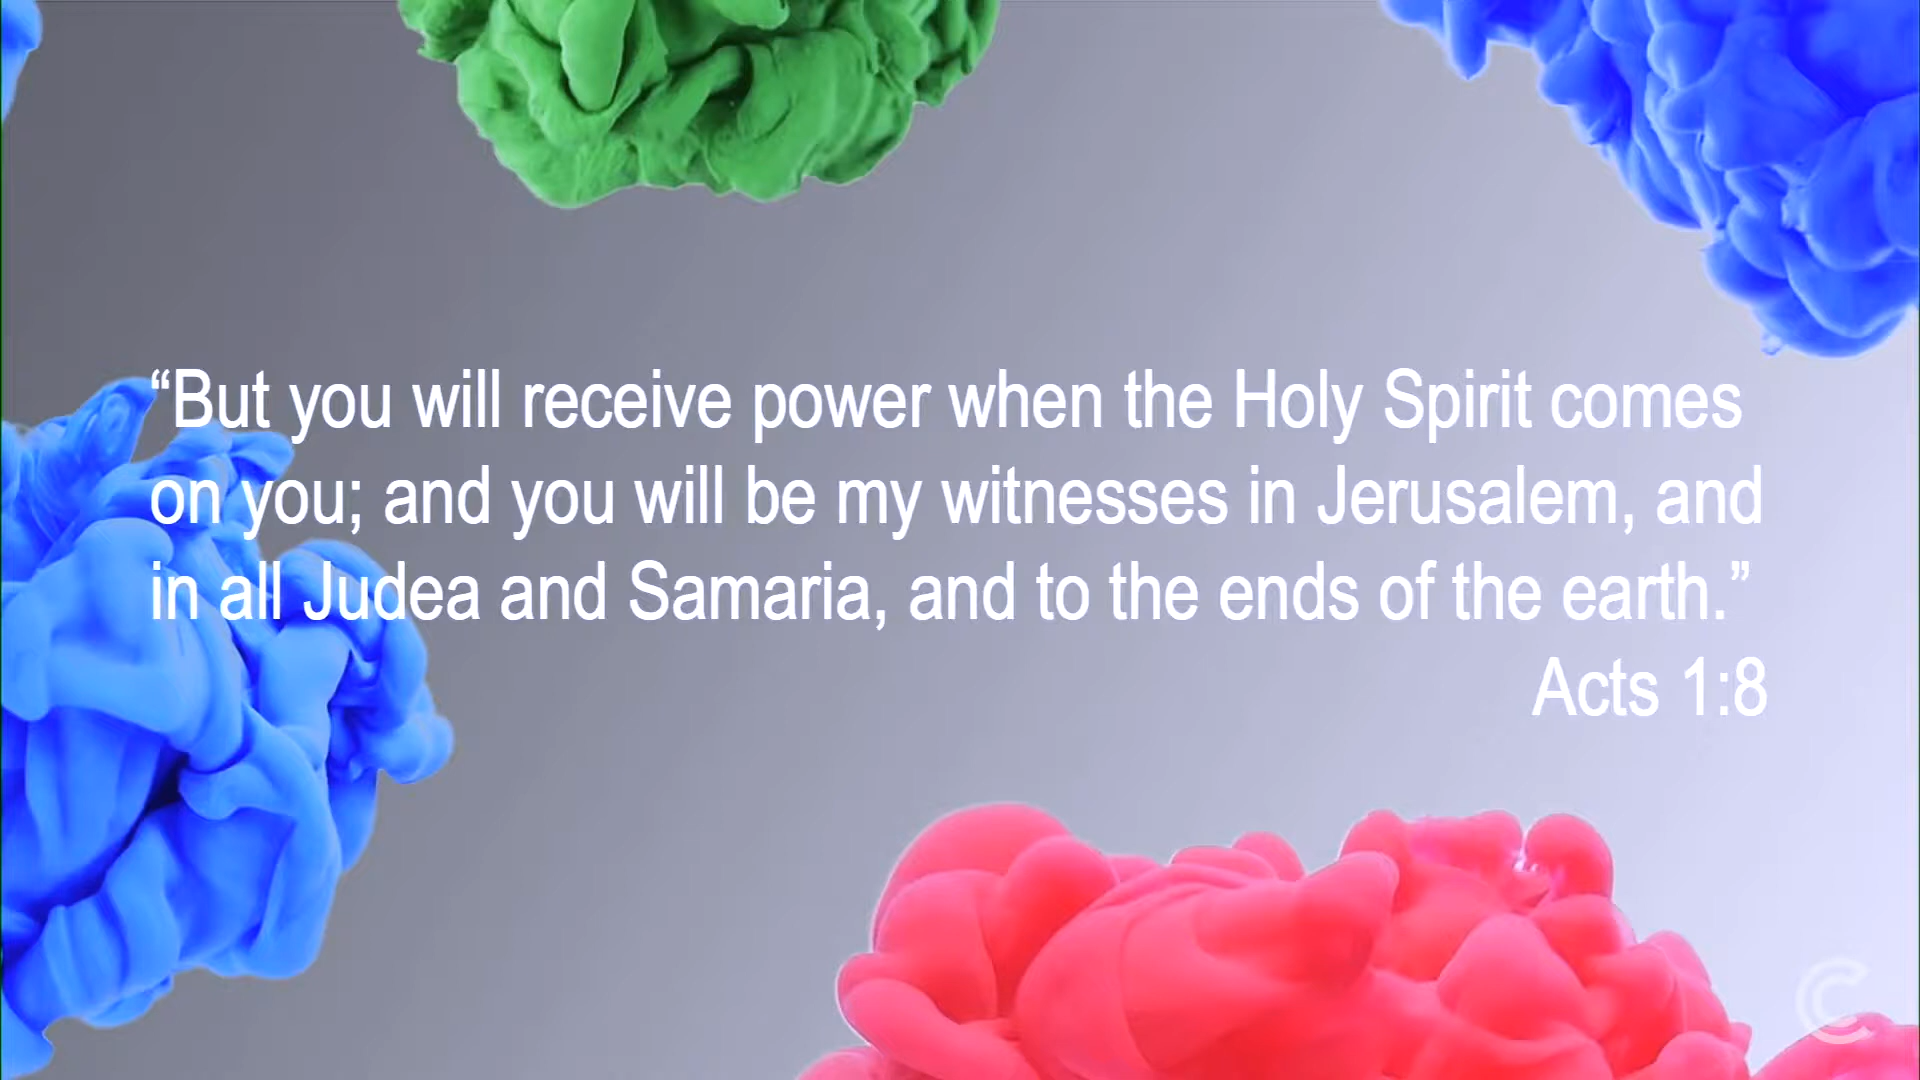 “But you will receive power when the Holy Spirit comes
on you; and you will be my witnesses in Jerusalem, and
in all Judea and Samaria, and to the ends of the earth.”
Acts 1:8